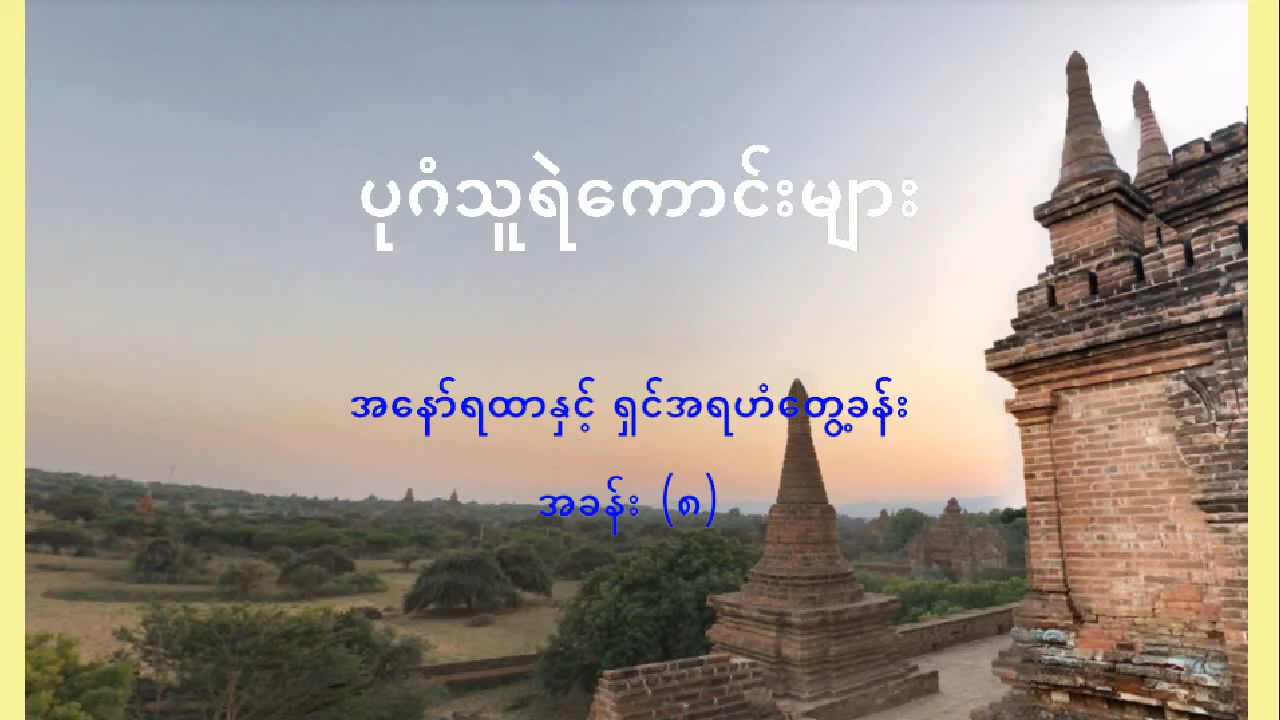 ပုဂံသူရဲကောင်းများ
အနော်ရထာနှင့် ရှင်အရဟံတွေ့ခန်း
အခန်း (၈)